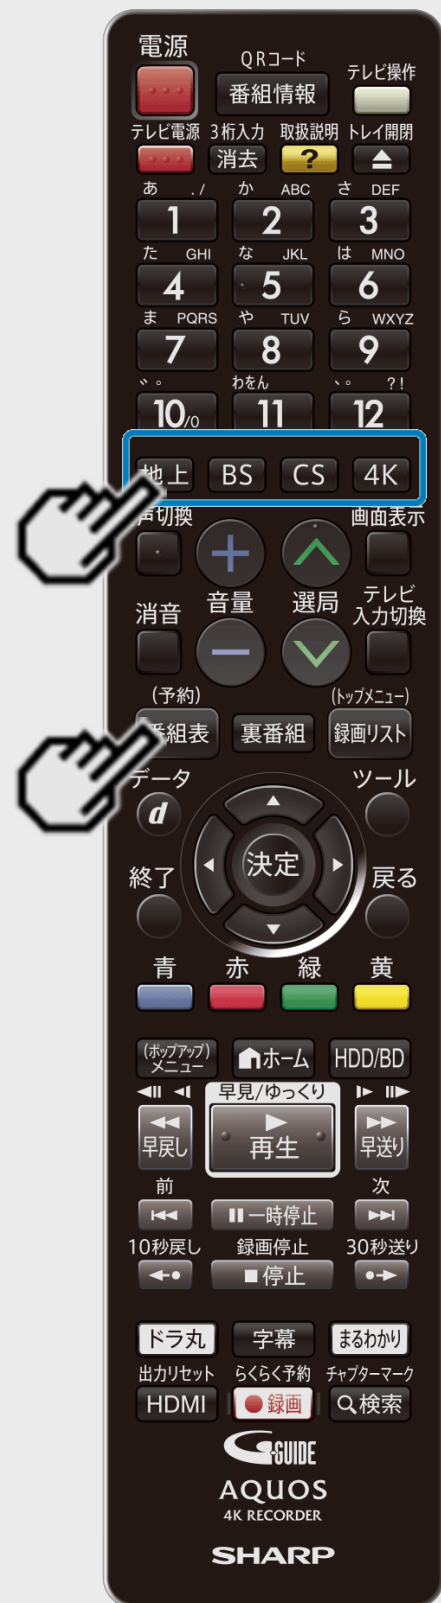 電源 QRコード テレビ操作
番組情報
テレビ電源 3桁入力 取扱説明 トレイ開閉
消去 ?
あ ./ か ABC さ DEF
1 2 3
た GHI な JKL は MNO
4 5 6
ま PQRS や TUV ら WXYZ
7 8 9
゛゜ わをん 、。 ?!
10/0 11 12
地上 BS CS 4K
声切換 画面表示
消音 音量 選局 テレビ
入力切換
(予約) (トップメニュー)
番組表 裏番組 録画リスト
データ ツール
d
決定
終了 戻る
青 赤 緑 黄
(ポップアップ)
メニュー ホーム HDD/BD
早見/ゆっくり
早戻し 再生 早送り
前 次
一時停止
10秒戻し 録画停止 30秒送り
停止
ドラ丸 字幕 まるわかり
出力リセット らくらく予約 チャプターマーク
HDMI 録画 検索
G-GUIDE
AQUOS
4K RECORDER
SHARP